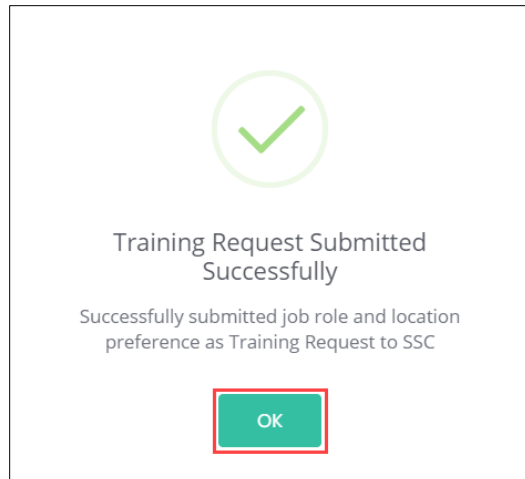 Training Request Submitted
Successfully
Successfully submitted job role and location
preference as Training Request to SSC
OK